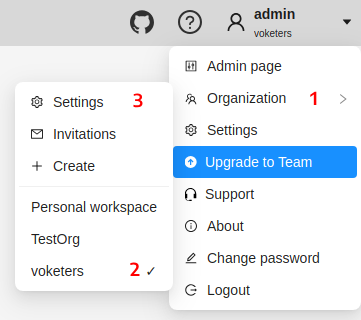 admin
voketers
Admin page
Organization 1
Settings
Upgrade to Team
Support
About
Change password
Logout
Settings 3
Invitations
Create
Personal workspace
TestOrg
voketers 2